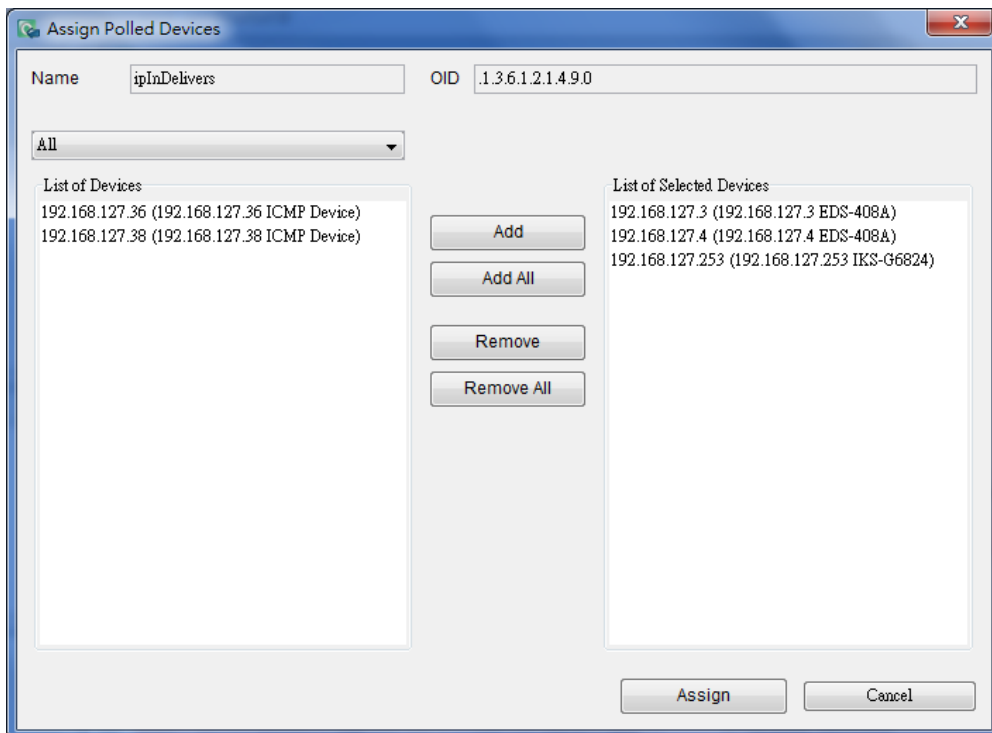 Assign Polled Devices
Name ipInDelivers OID .1.3.6.1.2.1.4.9.0
All
List of Devices
192.168.127.36 (192.168.127.36 ICMP Device)
192.168.127.38 (192.168.127.38 ICMP Device)
Add
Add All
Remove
Remove All
List of Selected Devices
192.168.127.3 (192.168.127.3 EDS-408A)
192.168.127.4 (192.168.127.4 EDS-408A)
192.168.127.253 (192.168.127.253 IKS-G6824)
Assign Cancel